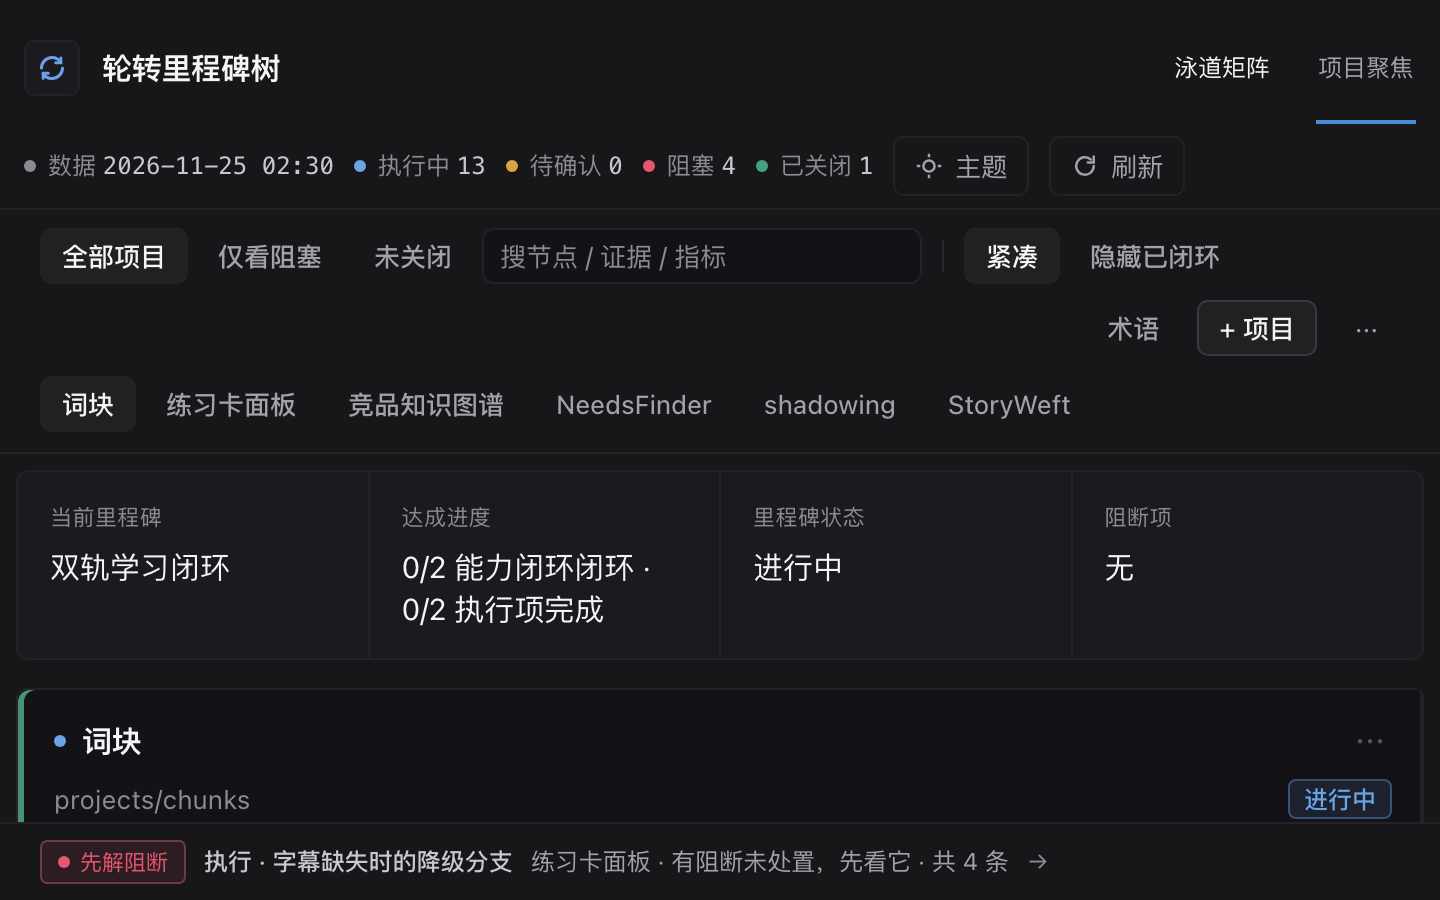 轮转里程碑树
泳道矩阵 项目聚焦
数据 2026-11-25 02:30 执行中 13 待确认 0 阻塞 4 已关闭 1 主题 刷新
全部项目 仅看阻塞 未关闭 搜节点 / 证据 / 指标 紧凑 隐藏已闭环
术语 + 项目 ···
词块 练习卡面板 竞品知识图谱 NeedsFinder shadowing StoryWeft
当前里程碑 达成进度 里程碑状态 阻断项
双轨学习闭环 0/2 能力闭环闭环 · 进行中 无
0/2 执行项完成
词块 ···
projects/chunks 进行中
先解阻断 执行 · 字幕缺失时的降级分支 练习卡面板 · 有阻断未处置，先看它 · 共 4 条 →